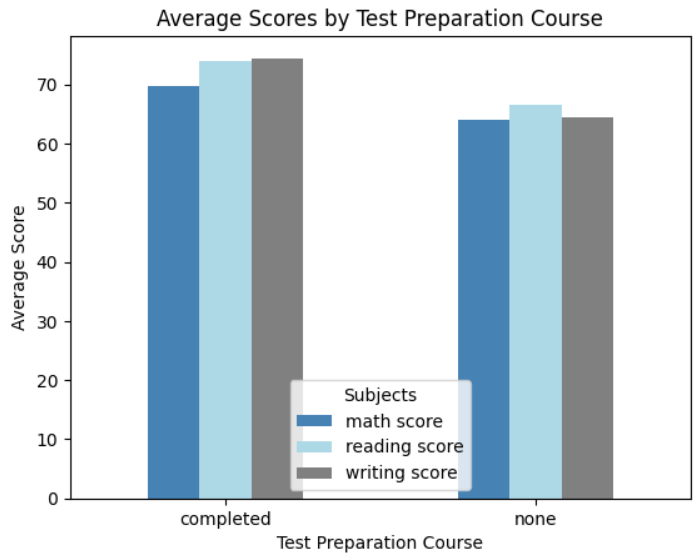 Average Scores by Test Preparation Course
Average Score
70
60
50
40
30
20
10
0
Subjects
math score
reading score
writing score
completed
none
Test Preparation Course